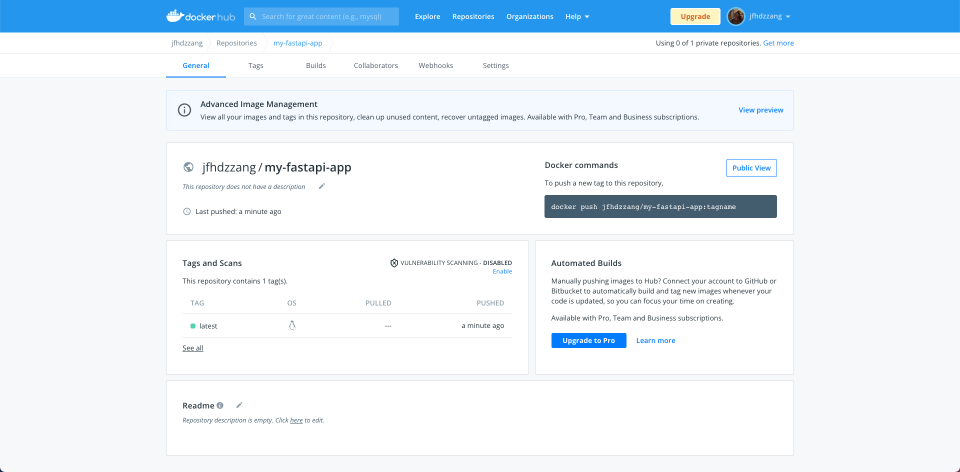 docker hub
Search for great content (e.g., mysql)
Explore
Repositories
Organizations
Help
Upgrade
jfhdzzang
jfhdzzang
Repositories
my-fastapi-app
Using 0 of 1 private repositories. Get more
General
Tags
Builds
Collaborators
Webhooks
Settings
Advanced Image Management
View all your images and tags in this repository, clean up unused content, recover untagged images. Available with Pro, Team and Business subscriptions.
View preview
jfhdzzang / my-fastapi-app
This repository does not have a description
Last pushed: a minute ago
Docker commands
Public View
To push a new tag to this repository,
docker push jfhdzzang/my-fastapi-app:tagname
Tags and Scans
VULNERABILITY SCANNING - DISABLED
Enable
This repository contains 1 tag(s).
TAG OS PULLED PUSHED
latest --- a minute ago
See all
Automated Builds
Manually pushing images to Hub? Connect your account to GitHub or
Bitbucket to automatically build and tag new images whenever your
code is updated, so you can focus your time on creating.
Available with Pro, Team and Business subscriptions.
Upgrade to Pro
Learn more
Readme
Repository description is empty. Click here to edit.